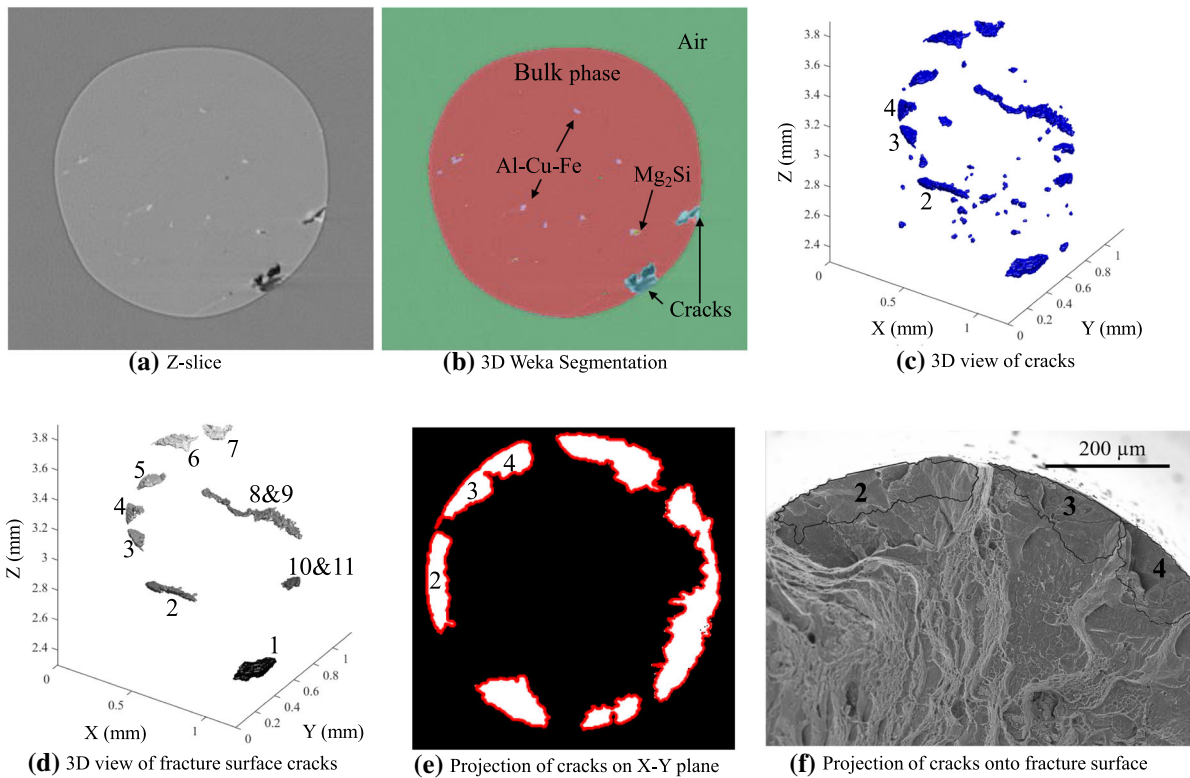 Air
Bulk phase
Al-Cu-Fe
Mg₂Si
Cracks
(a) Z-slice
(b) 3D Weka Segmentation
3.8
3.6
3.4
3.2
3
2.8
2.6
2.4
Z (mm)
4
3
2
0
0.5
1
X (mm)
0
0.2
0.4
0.6
0.8
1
Y (mm)
(c) 3D view of cracks
3.8
3.6
3.4
3.2
3
2.8
2.6
2.4
Z (mm)
7
6
5
4
3
8&9
10&11
2
1
0
0.5
1
X (mm)
0
0.2
0.4
0.6
0.8
1
Y (mm)
(d) 3D view of fracture surface cracks
4
3
2
(e) Projection of cracks on X-Y plane
200 µm
2
3
4
(f) Projection of cracks onto fracture surface